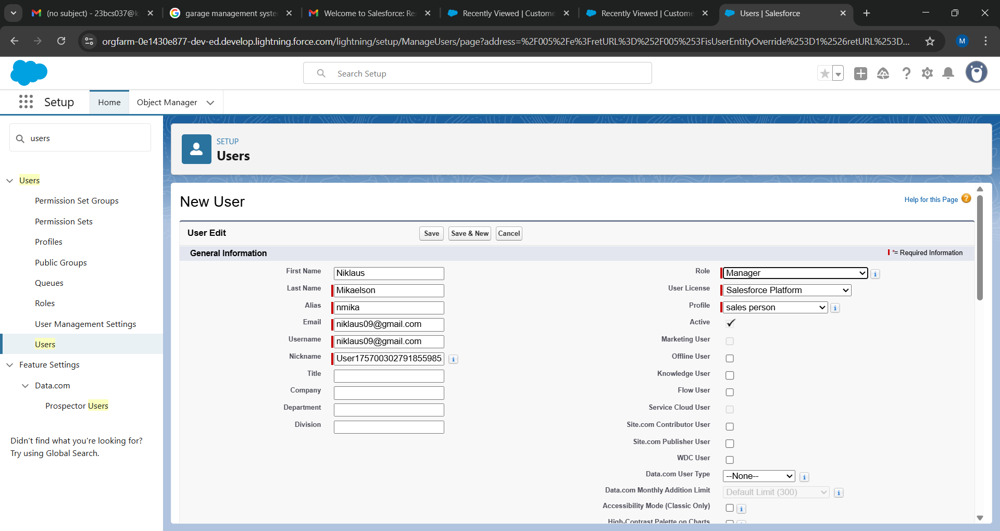 (no subject) - 23bcs037@k
garage management syste
Welcome to Salesforce: Re
Recently Viewed | Custome
Recently Viewed | Custome
Users | Salesforce
orgfarm-0e1430e877-dev-ed.develop.lightning.force.com/lightning/setup/ManageUsers/page?address=%2F005%2Fe%3FretURL%3D%252F005%253FisUserEntityOverride%253D1%2526retURL%253D...
M
Search Setup
Setup
Home
Object Manager
users
SETUP
Users
Users
Permission Set Groups
Permission Sets
Profiles
Public Groups
Queues
Roles
User Management Settings
Users
Feature Settings
Data.com
Prospector Users
Didn't find what you're looking for?
Try using Global Search.
New User
Help for this Page
User Edit
Save
Save & New
Cancel
General Information
*= Required Information
First Name Niklaus
Last Name Mikaelson
Alias nmika
Email niklaus09@gmail.com
Username niklaus09@gmail.com
Nickname User175700302791855985
Title
Company
Department
Division
Role Manager
User License Salesforce Platform
Profile sales person
Active
Marketing User
Offline User
Knowledge User
Flow User
Service Cloud User
Site.com Contributor User
Site.com Publisher User
WDC User
Data.com User Type --None--
Data.com Monthly Addition Limit Default Limit (300)
Accessibility Mode (Classic Only)
High-Contrast Palette on Charts